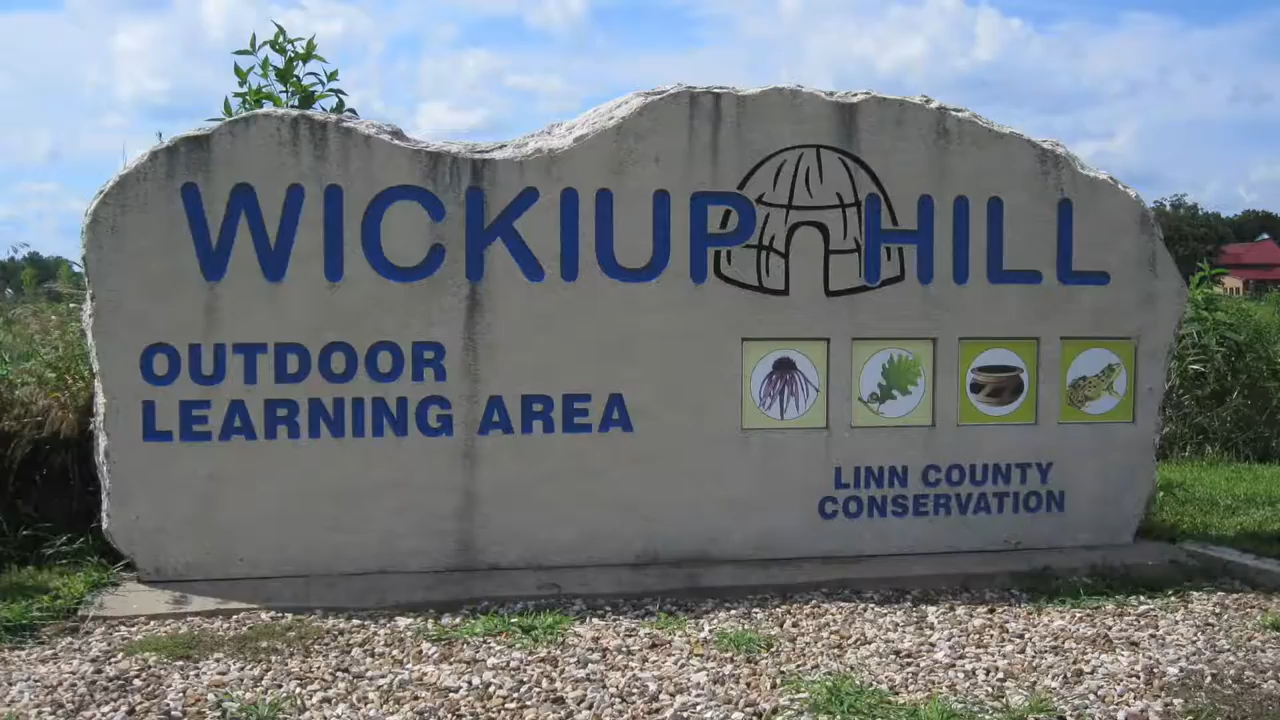 WICKIUP HILL
OUTDOOR
LEARNING AREA
LINN COUNTY
CONSERVATION